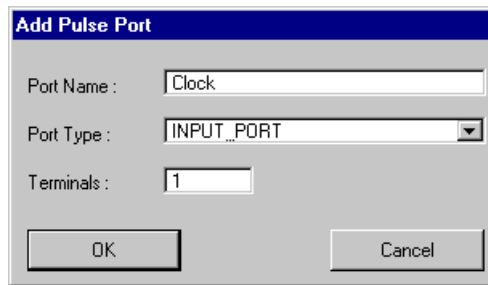 Add Pulse Port
Port Name : Clock
Port Type : INPUT_PORT
Terminals : 1
OK Cancel